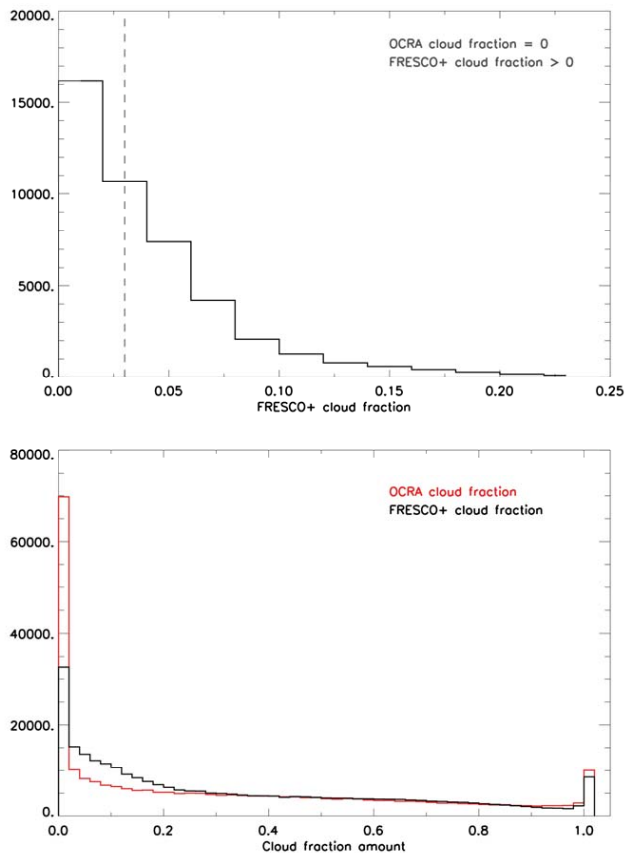 20000.
OCRA cloud fraction = 0
FRESCO+ cloud fraction > 0
15000.
10000.
5000.
0.
0.00 0.05 0.10 0.15 0.20 0.25
FRESCO+ cloud fraction
80000.
OCRA cloud fraction
FRESCO+ cloud fraction
60000.
40000.
20000.
0.
0.0 0.2 0.4 0.6 0.8 1.0
Cloud fraction amount